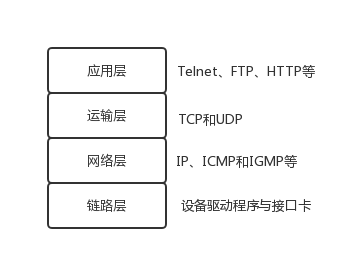 应用层 Telnet、FTP、HTTP等
运输层 TCP和UDP
网络层 IP、ICMP和IGMP等
链路层 设备驱动程序与接口卡